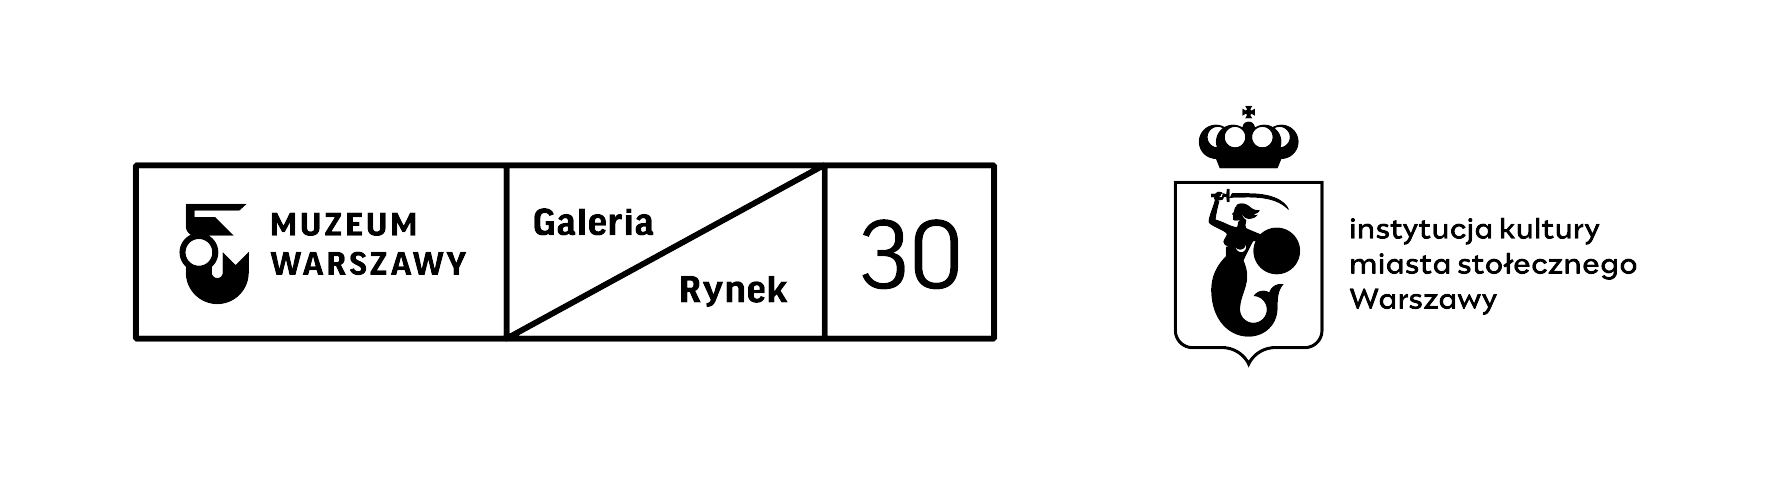 MUZEUM
WARSZAWY
Galeria
Rynek
30
instytucja kultury
miasta stołecznego
Warszawy